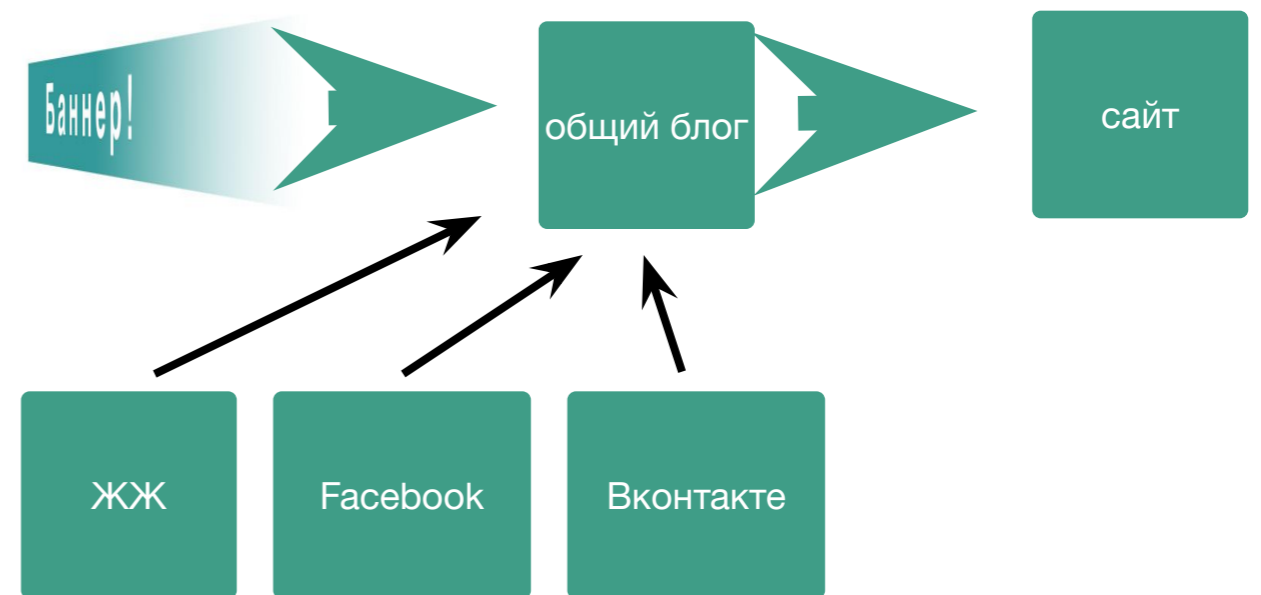 Баннер!
общий блог
сайт
ЖЖ
Facebook
Вконтакте